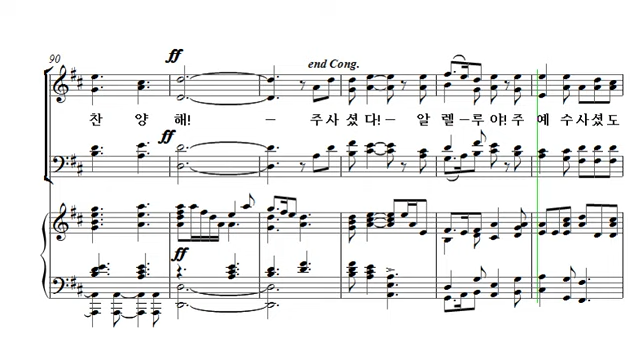 90
ff
end Cong.
찬 양 해! – 주사 셨 다! – 알 렐 – 루 야! 주 예 수사 셨 도
ff
ff